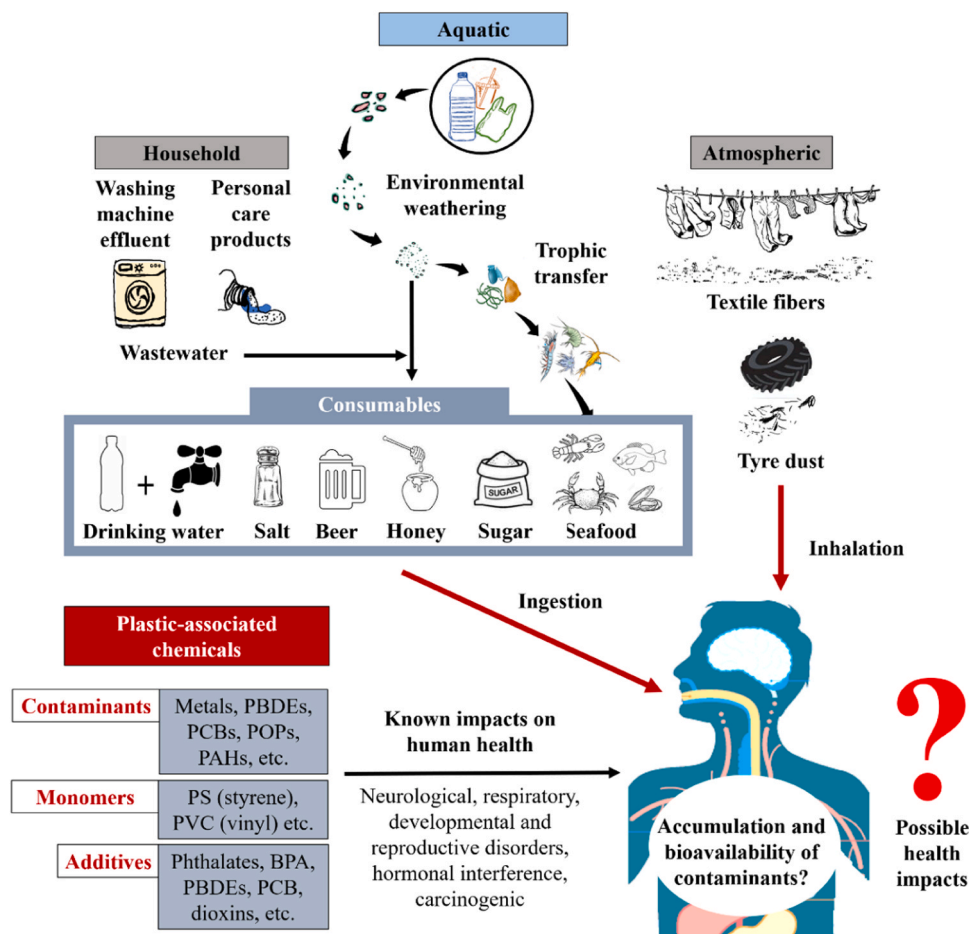 Aquatic
Household
Washing
machine
effluent
Personal
care
products
Wastewater
Environmental
weathering
Trophic
transfer
Atmospheric
Textile fibers
Tyre dust
Inhalation
Consumables
+
SUGAR
Drinking water
Salt
Beer
Honey
Sugar
Seafood
Ingestion
Plastic-associated
chemicals
Contaminants
Metals, PBDEs,
PCBs, POPs,
PAHs, etc.
Monomers
PS (styrene),
PVC (vinyl) etc.
Additives
Phthalates, BPA,
PBDEs, PCB,
dioxins, etc.
Known impacts on
human health
Neurological, respiratory,
developmental and
reproductive disorders,
hormonal interference,
carcinogenic
Accumulation and
bioavailability of
contaminants?
?
Possible
health
impacts